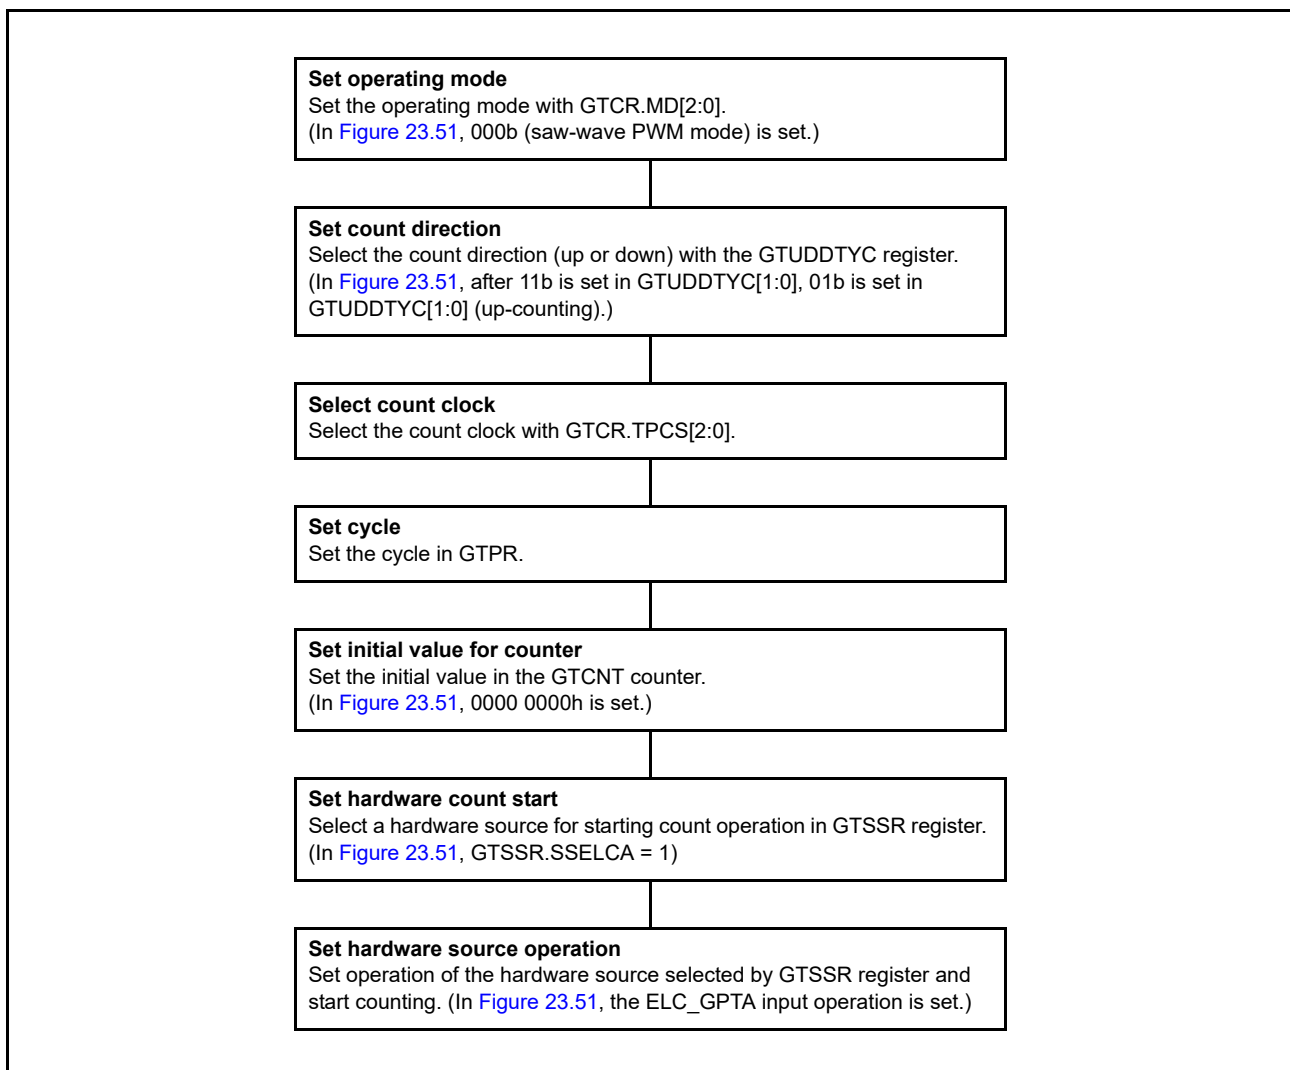 Set operating mode
Set the operating mode with GTCR.MD[2:0].
(In Figure 23.51, 000b (saw-wave PWM mode) is set.)
Set count direction
Select the count direction (up or down) with the GTUDDTYC register.
(In Figure 23.51, after 11b is set in GTUDDTYC[1:0], 01b is set in
GTUDDTYC[1:0] (up-counting).)
Select count clock
Select the count clock with GTCR.TPCS[2:0].
Set cycle
Set the cycle in GTPR.
Set initial value for counter
Set the initial value in the GTCNT counter.
(In Figure 23.51, 0000 0000h is set.)
Set hardware count start
Select a hardware source for starting count operation in GTSSR register.
(In Figure 23.51, GTSSR.SSELCA = 1)
Set hardware source operation
Set operation of the hardware source selected by GTSSR register and
start counting. (In Figure 23.51, the ELC_GPTA input operation is set.)